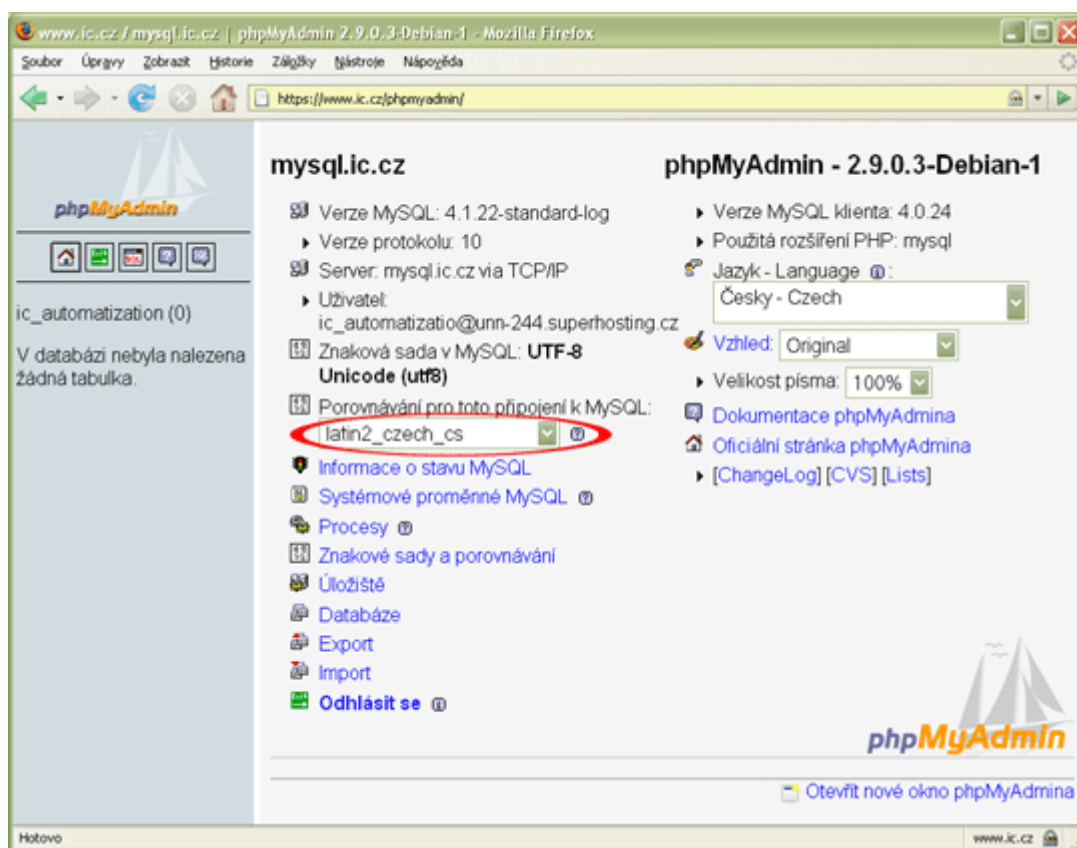 www.ic.cz / mysql.ic.cz | phpMyAdmin 2.9.0.3-Debian-1 - Mozilla Firefox
Soubor Úpravy Zobrazit Historie Záložky Nástroje Nápověda
https://www.ic.cz/phpmyadmin/
phpMyAdmin
ic_automatization (0)
V databázi nebyla nalezena
žádná tabulka.
mysql.ic.cz
Verze MySQL: 4.1.22-standard-log
Verze protokolu: 10
Server: mysql.ic.cz via TCP/IP
Uživatel:
ic_automatizatio@unn-244.superhosting.cz
Znaková sada v MySQL: UTF-8
Unicode (utf8)
Porovnávání pro toto připojení k MySQL:
latin2_czech_cs
Informace o stavu MySQL
Systémové proměnné MySQL
Procesy
Znakové sady a porovnávání
Úložiště
Databáze
Export
Import
Odhlásit se
phpMyAdmin - 2.9.0.3-Debian-1
Verze MySQL klienta: 4.0.24
Použitá rozšíření PHP: mysql
Jazyk - Language :
Česky - Czech
Vzhled: Original
Velikost písma: 100%
Dokumentace phpMyAdmina
Oficiální stránka phpMyAdmina
[ChangeLog] [CVS] [Lists]
phpMyAdmin
Otevřít nové okno phpMyAdmina
Hotovo www.ic.cz